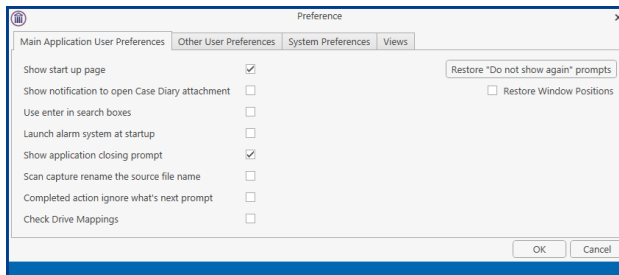 Preference
Main Application User Preferences Other User Preferences System Preferences Views
Show start up page Restore "Do not show again" prompts
Show notification to open Case Diary attachment Restore Window Positions
Use enter in search boxes
Launch alarm system at startup
Show application closing prompt
Scan capture rename the source file name
Completed action ignore what's next prompt
Check Drive Mappings
OK Cancel